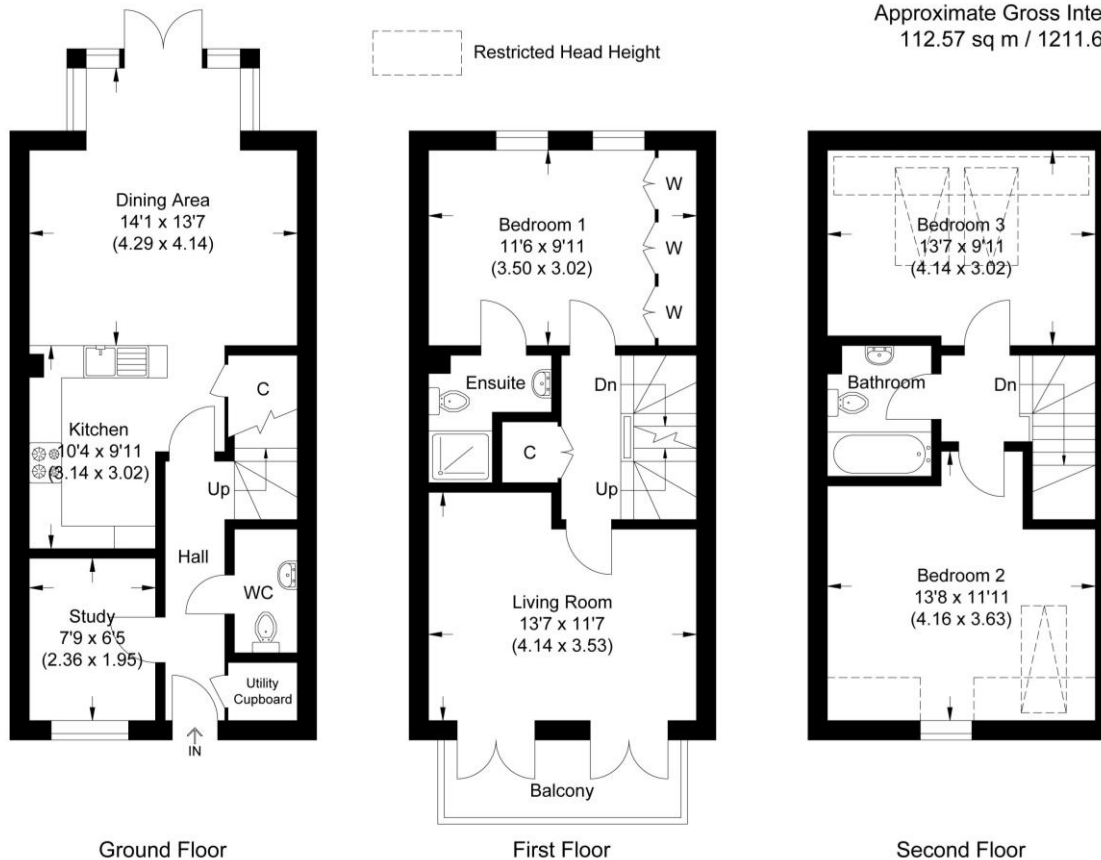 Approximate Gross Inte
112.57 sq m / 1211.6
Restricted Head Height
Dining Area
14'1 x 13'7
(4.29 x 4.14)
Kitchen
10'4 x 9'11
(3.14 x 3.02)
C
Up
Hall
WC
Study
7'9 x 6'5
(2.36 x 1.95)
Utility
Cupboard
IN
Ground Floor
Bedroom 1
11'6 x 9'11
(3.50 x 3.02)
W
W
W
Ensuite
Dn
C
Up
Living Room
13'7 x 11'7
(4.14 x 3.53)
Balcony
First Floor
Bedroom 3
13'7 x 9'11
(4.14 x 3.02)
Bathroom
Dn
Bedroom 2
13'8 x 11'11
(4.16 x 3.63)
Second Floor